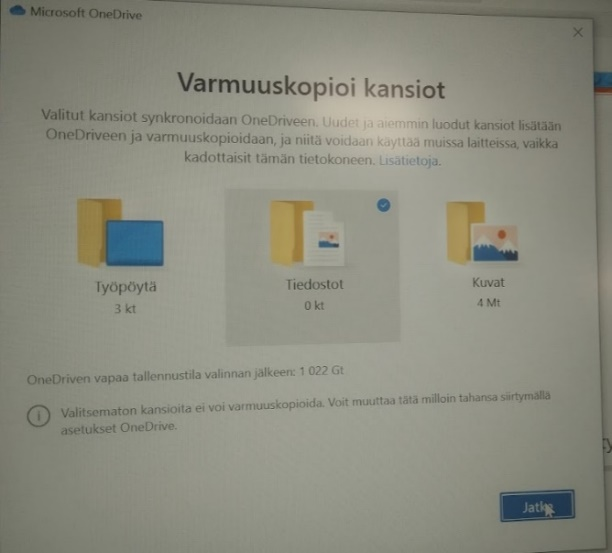 Microsoft OneDrive
Varmuuskopioi kansiot
Valitut kansiot synkronoidaan OneDriveen. Uudet ja aiemmin luodut kansiot lisätään
OneDriveen ja varmuuskopioidaan, ja niitä voidaan käyttää muissa laitteissa, vaikka
kadottaisit tämän tietokoneen. Lisätietoja.
Työpöytä
3 kt
Tiedostot
0 kt
Kuvat
4 Mt
OneDriven vapaa tallennustila valinnan jälkeen: 1 022 Gt
Valitsematon kansioita ei voi varmuuskopioida. Voit muuttaa tätä milloin tahansa siirtymällä
asetukset OneDrive.
Jatka